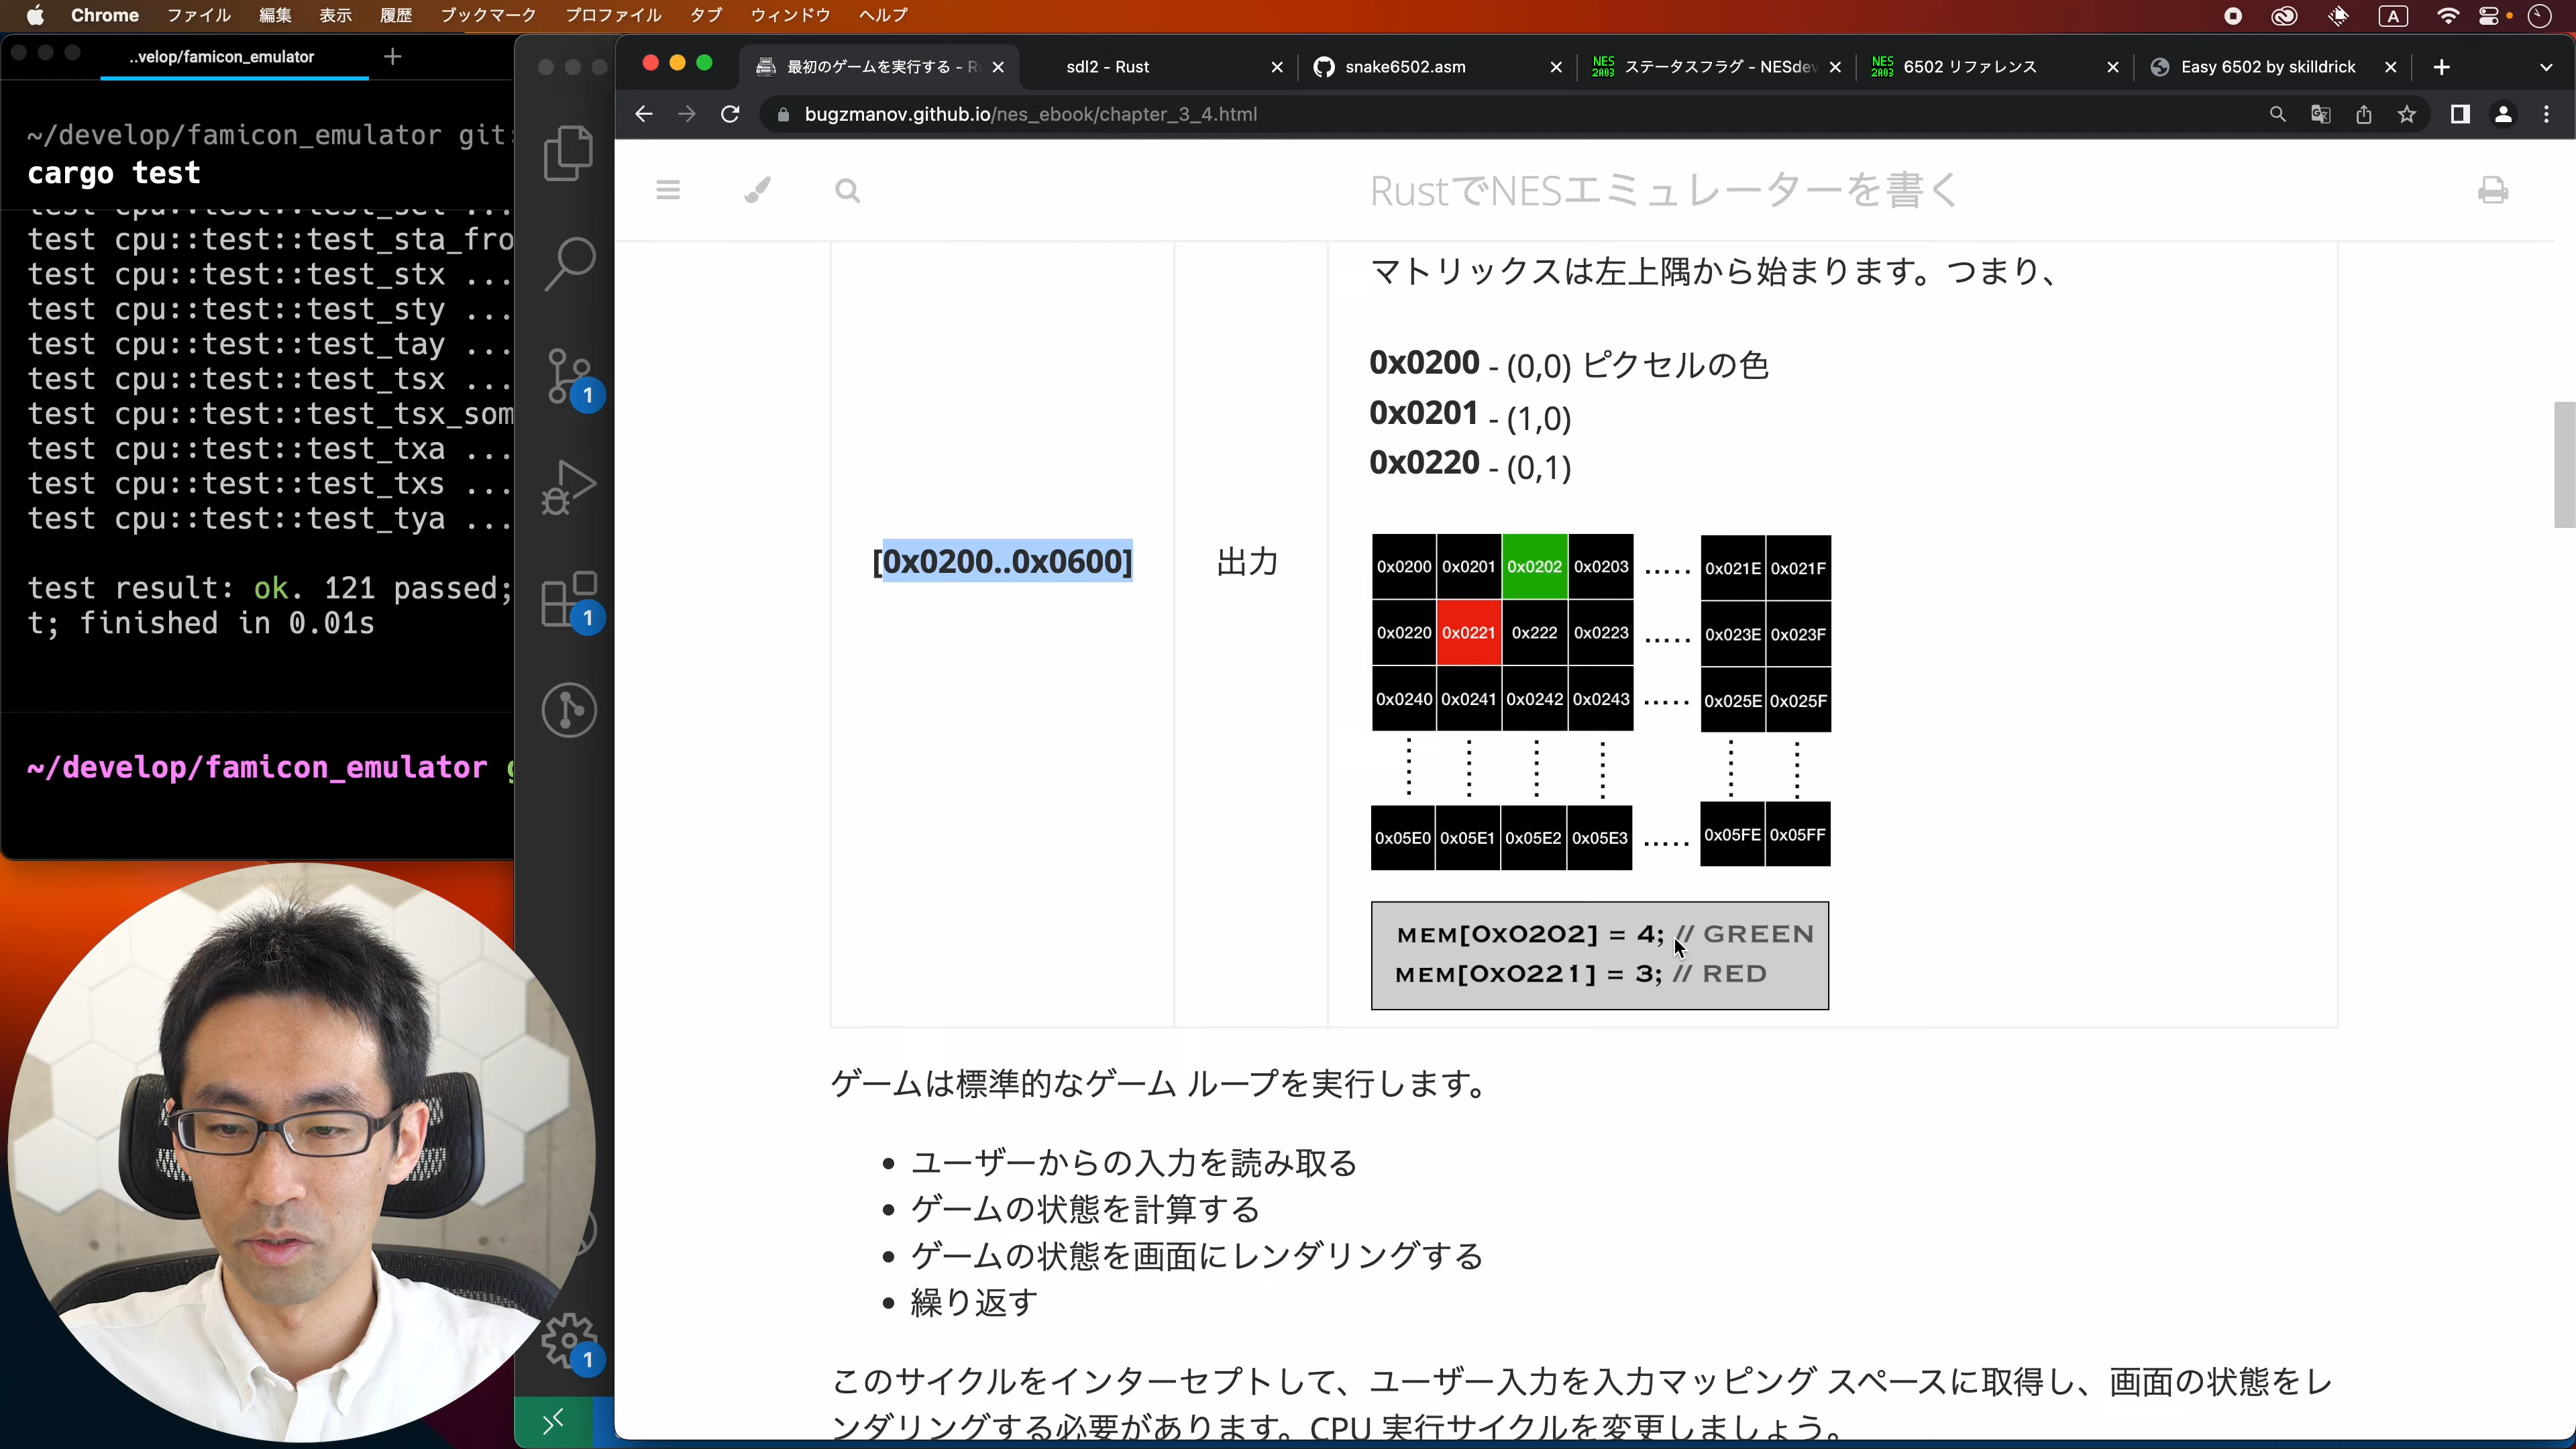 Chrome ファイル 編集 表示 履歴 ブックマーク プロファイル タブ ウィンドウ ヘルプ A
..velop/famicon_emulator
~/develop/famicon_emulator git:
cargo test
test cpu::test::test_sta_fro
test cpu::test::test_stx ...
test cpu::test::test_sty ...
test cpu::test::test_tay ...
test cpu::test::test_tsx ...
test cpu::test::test_tsx_som
test cpu::test::test_txa ...
test cpu::test::test_txs ...
test cpu::test::test_tya ...
test result: ok. 121 passed;
t; finished in 0.01s
~/develop/famicon_emulator g
1
1
1
最初のゲームを実行する - R
sdl2 - Rust
snake6502.asm
NES 2A03 ステータスフラグ - NESdev
NES 2A03 6502 リファレンス
Easy 6502 by skilldrick
bugzmanov.github.io/nes_ebook/chapter_3_4.html
RustでNESエミュレーターを書く
マトリックスは左上隅から始まります。つまり、
0x0200 - (0,0) ピクセルの色
0x0201 - (1,0)
0x0220 - (0,1)
[0x0200..0x0600] 出力
0x0200 0x0201 0x0202 0x0203 ..... 0x021E 0x021F
0x0220 0x0221 0x222 0x0223 ..... 0x023E 0x023F
0x0240 0x0241 0x0242 0x0243 ..... 0x025E 0x025F
0x05E0 0x05E1 0x05E2 0x05E3 ..... 0x05FE 0x05FF
MEM[0X0202] = 4; // GREEN
MEM[0X0221] = 3; // RED
ゲームは標準的なゲーム ループを実行します。
• ユーザーからの入力を読み取る
• ゲームの状態を計算する
• ゲームの状態を画面にレンダリングする
• 繰り返す
このサイクルをインターセプトして、ユーザー入力を入力マッピング スペースに取得し、画面の状態をレ
ンダリングする必要があります。CPU 実行サイクルを変更しましょう。